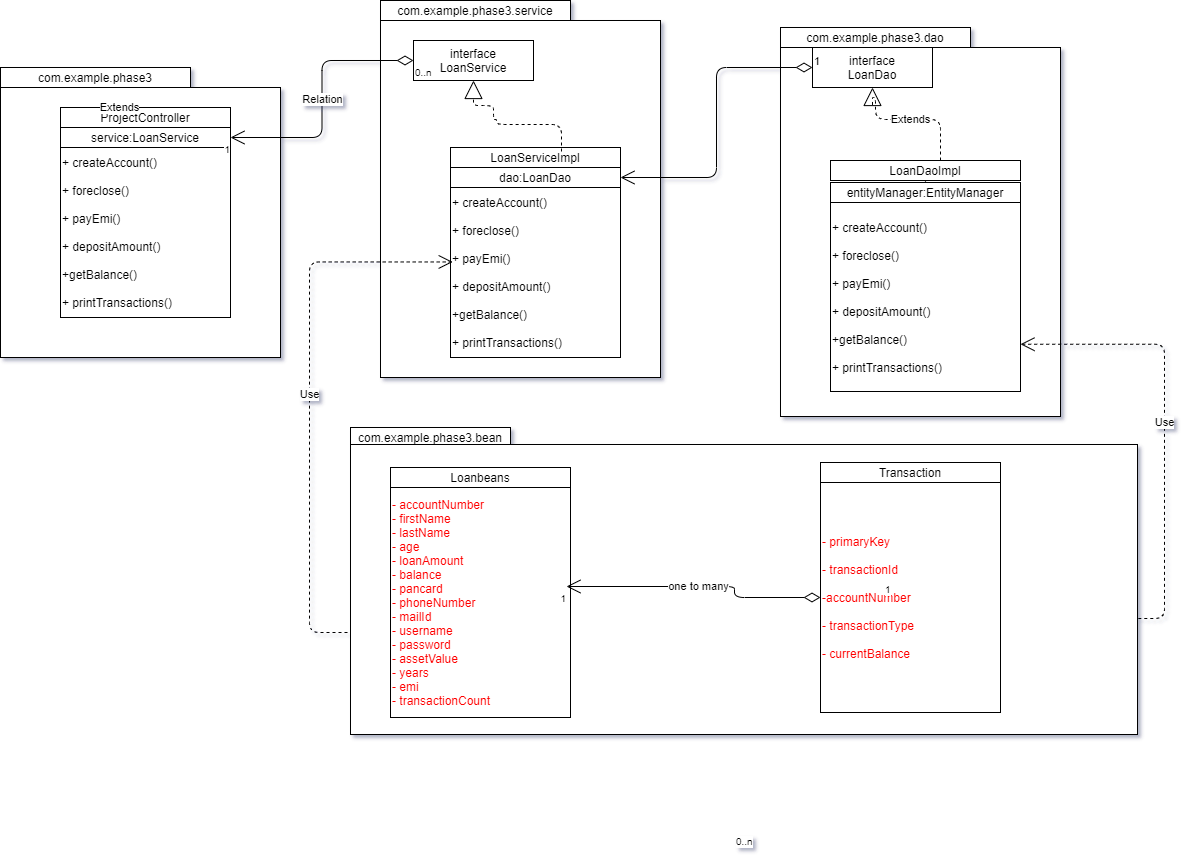 com.example.phase3
Extends
ProjectController
service:LoanService
1
+ createAccount()
+ foreclose()
+ payEmi()
+ depositAmount()
+getBalance()
+ printTransactions()
Relation
com.example.phase3.service
interface
LoanService
0..n
LoanServiceImpl
dao:LoanDao
+ createAccount()
+ foreclose()
+ payEmi()
+ depositAmount()
+getBalance()
+ printTransactions()
com.example.phase3.dao
1
interface
LoanDao
Extends
LoanDaoImpl
entityManager:EntityManager
+ createAccount()
+ foreclose()
+ payEmi()
+ depositAmount()
+getBalance()
+ printTransactions()
Use
Use
com.example.phase3.bean
Loanbeans
- accountNumber
- firstName
- lastName
- age
- loanAmount
- balance
- pancard
- phoneNumber
- mailId
- username
- password
- assetValue
- years
- emi
- transactionCount
1
one to many
Transaction
- primaryKey
- transactionId
1
-accountNumber
- transactionType
- currentBalance
0..n